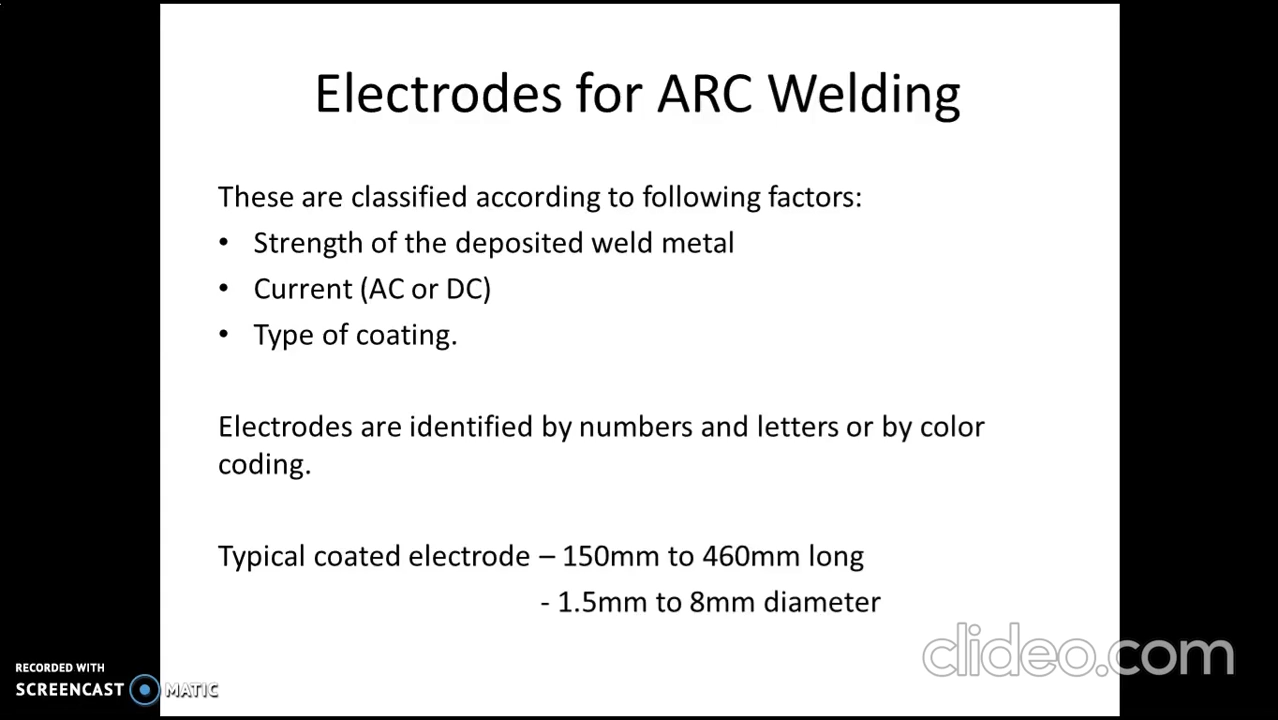 Electrodes for ARC Welding
These are classified according to following factors:
• Strength of the deposited weld metal
• Current (AC or DC)
• Type of coating.
Electrodes are identified by numbers and letters or by color
coding.
Typical coated electrode – 150mm to 460mm long
- 1.5mm to 8mm diameter
clideo.com
RECORDED WITH
SCREENCAST MATIC